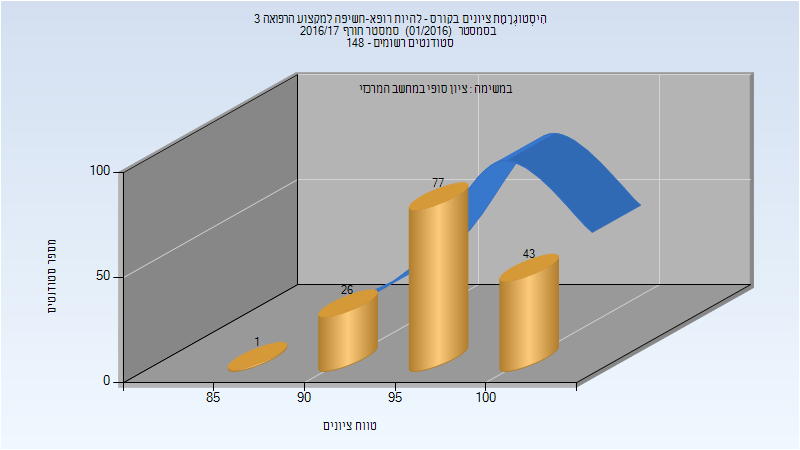 הִיסְטוֹגְרַמַת ציונים בקורס - להיות רופא-חשיפה למקצוע הרפואה 3
בסמסטר (01/2016) סמסטר חורף 2016/17
סטודנטים רשומים - 148
במשימה : ציון סופי במחשב המרכזי
77
43
26
1
100
50
0
85
90
95
100
מספר סטודנטים
טווח ציונים